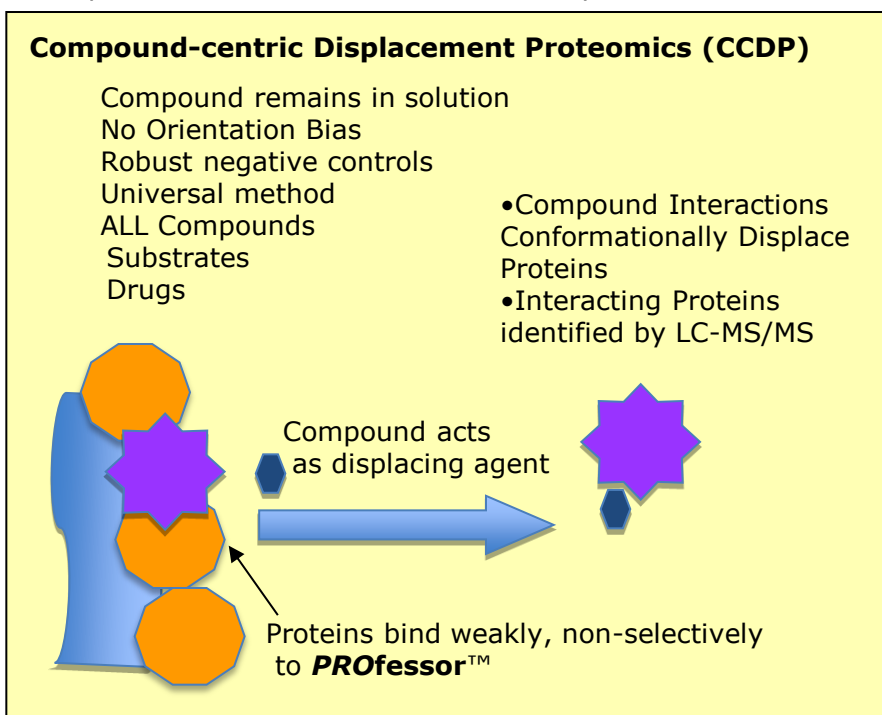 Compound-centric Displacement Proteomics (CCDP)
Compound remains in solution
No Orientation Bias
Robust negative controls
Universal method
ALL Compounds
Substrates
Drugs
•Compound Interactions
Conformationally Displace
Proteins
•Interacting Proteins
identified by LC-MS/MS
Compound acts
as displacing agent
Proteins bind weakly, non-selectively
to PROfessor™